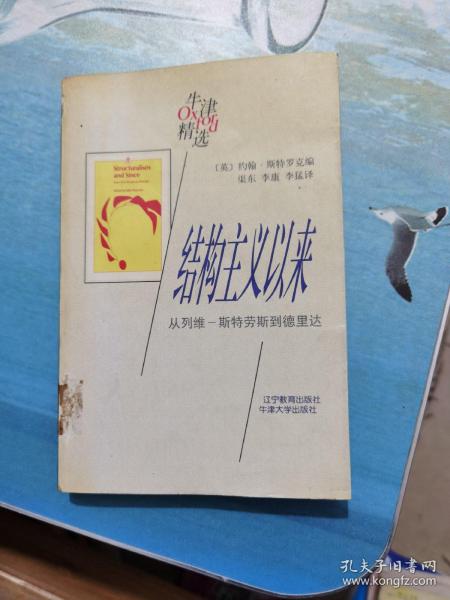 牛津
Oxford
精选
〔英〕约翰·斯特罗克编
渠东 李康 李猛译
Structuralism
and Since
结构主义以来
从列维-斯特劳斯到德里达
辽宁教育出版社
牛津大学出版社
孔夫子旧书网
www.kongfz.com